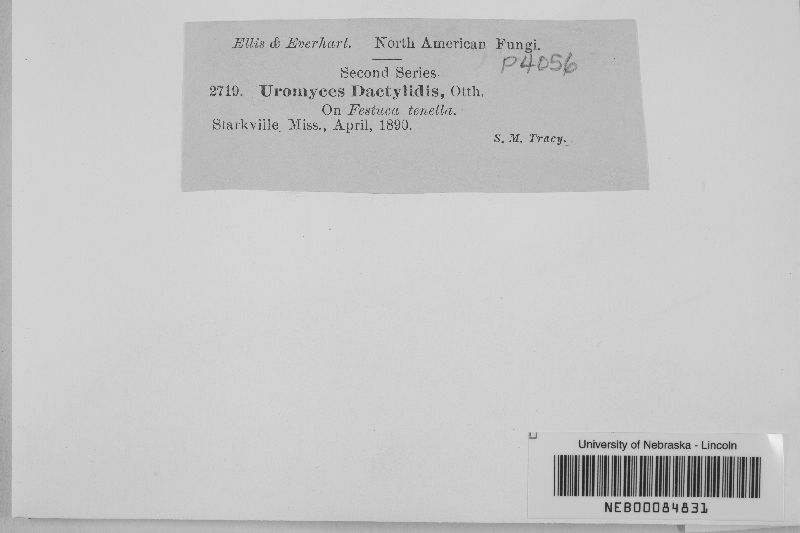 Ellis & Everhart. North American Fungi.
P4056
Second Series.
2719. Uromyces Dactylidis, Otth.
On Festuca tenella.
Starkville, Miss., April, 1890.
S. M. Tracy.
University of Nebraska - Lincoln
NEB00084831